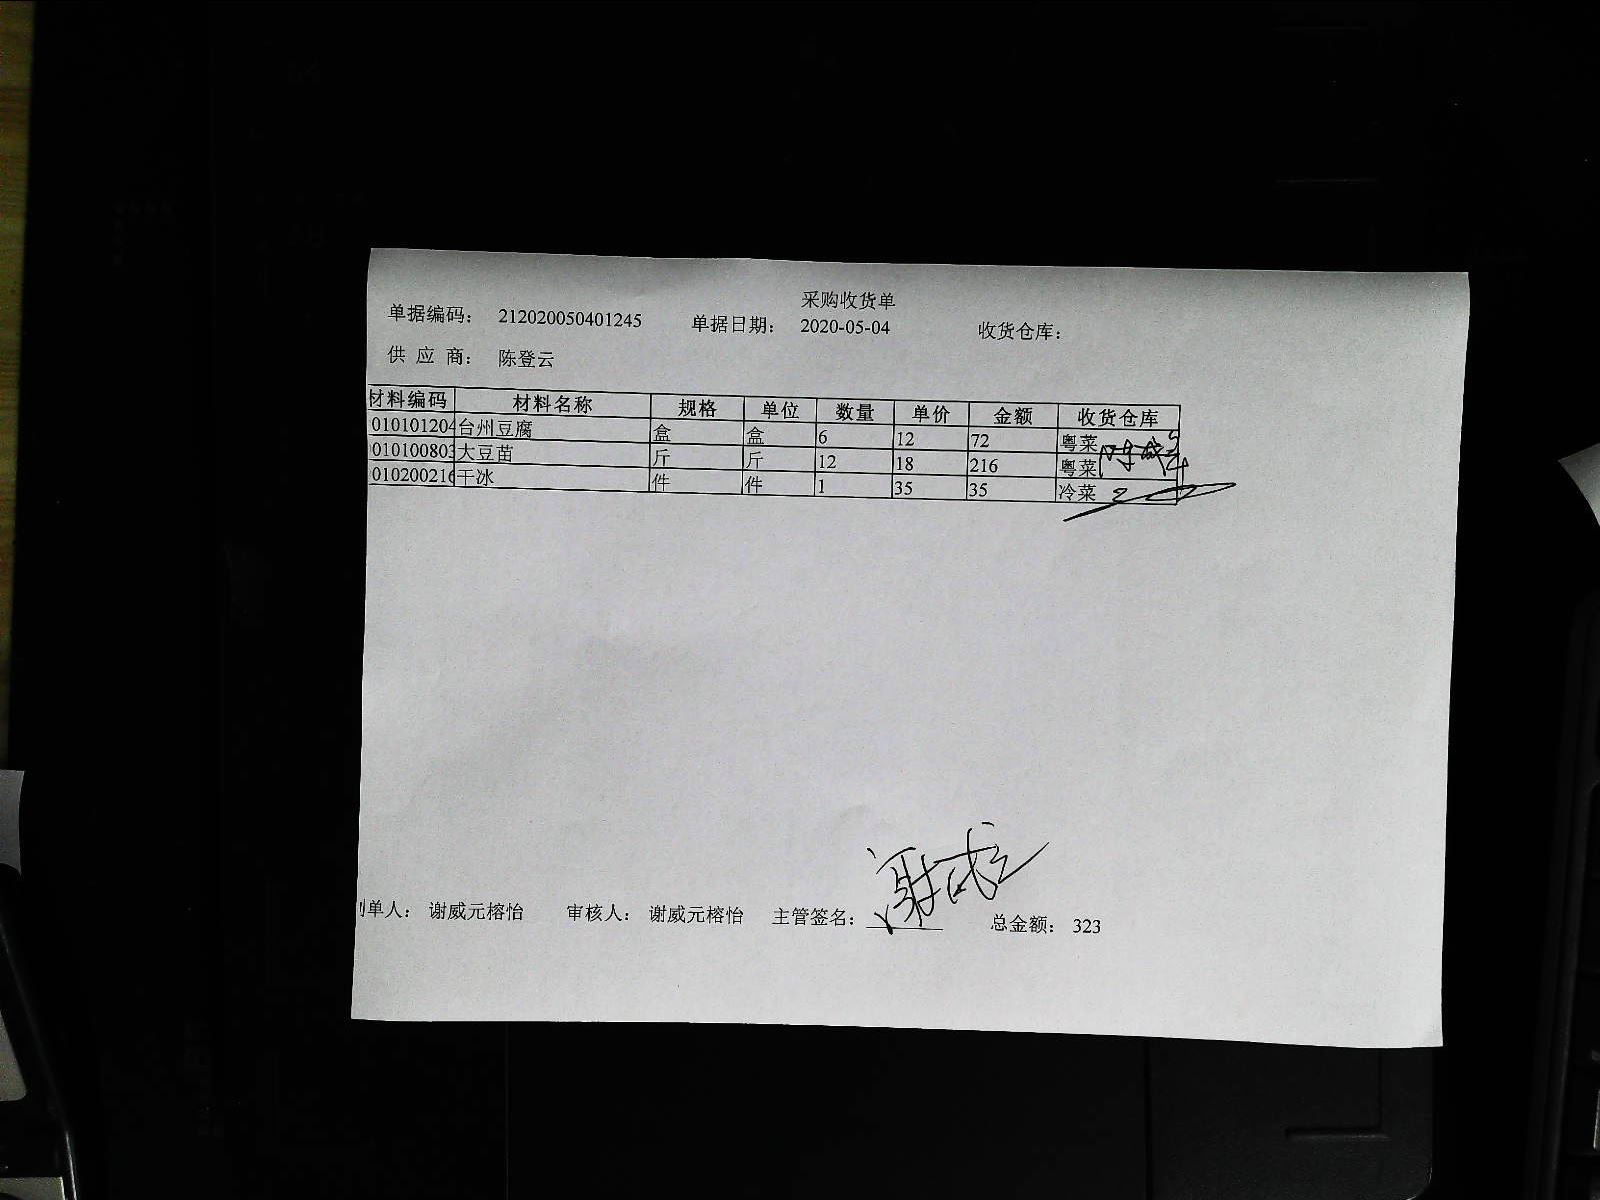 采购收货单
单据编码： 212020050401245 单据日期： 2020-05-04 收货仓库：
供 应 商： 陈登云
材料编码 材料名称 规格 单位 数量 单价 金额 收货仓库
010101204 台州豆腐 盒 盒 6 12 72 粤菜
010100803 大豆苗 斤 斤 12 18 216 粤菜
010200216 干冰 件 件 1 35 35 冷菜
单人： 谢威元榕怡 审核人： 谢威元榕怡 主管签名： 总金额： 323